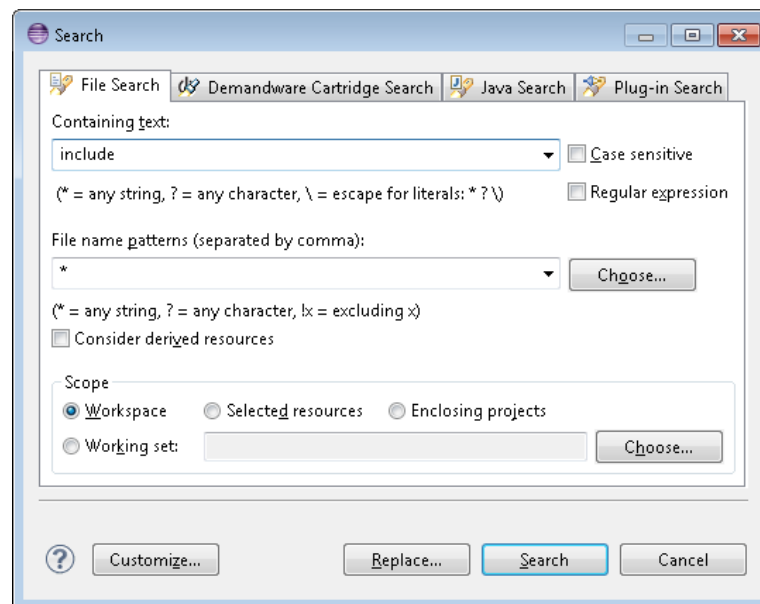 Search
File Search Demandware Cartridge Search Java Search Plug-in Search
Containing text:
include Case sensitive
(* = any string, ? = any character, \ = escape for literals: * ? \) Regular expression
File name patterns (separated by comma):
* Choose...
(* = any string, ? = any character, !x = excluding x)
Consider derived resources
Scope
Workspace Selected resources Enclosing projects
Working set: Choose...
? Customize... Replace... Search Cancel